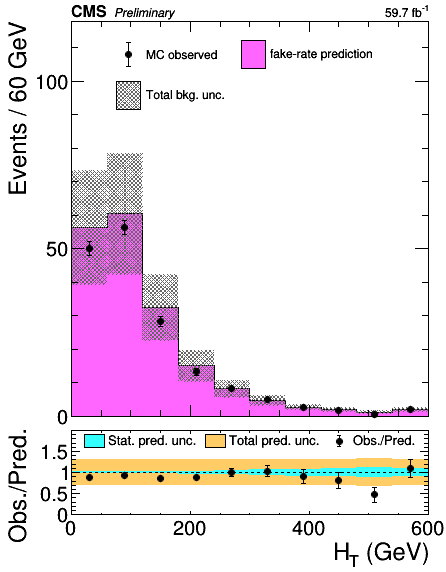 CMS Preliminary 59.7 fb⁻¹
Events / 60 GeV
MC observed
fake-rate prediction
Total bkg. unc.
100
50
0
Obs./Pred.
Stat. pred. unc.
Total pred. unc.
Obs./Pred.
1.5
1
0.5
0
0 200 400 600
H_T (GeV)